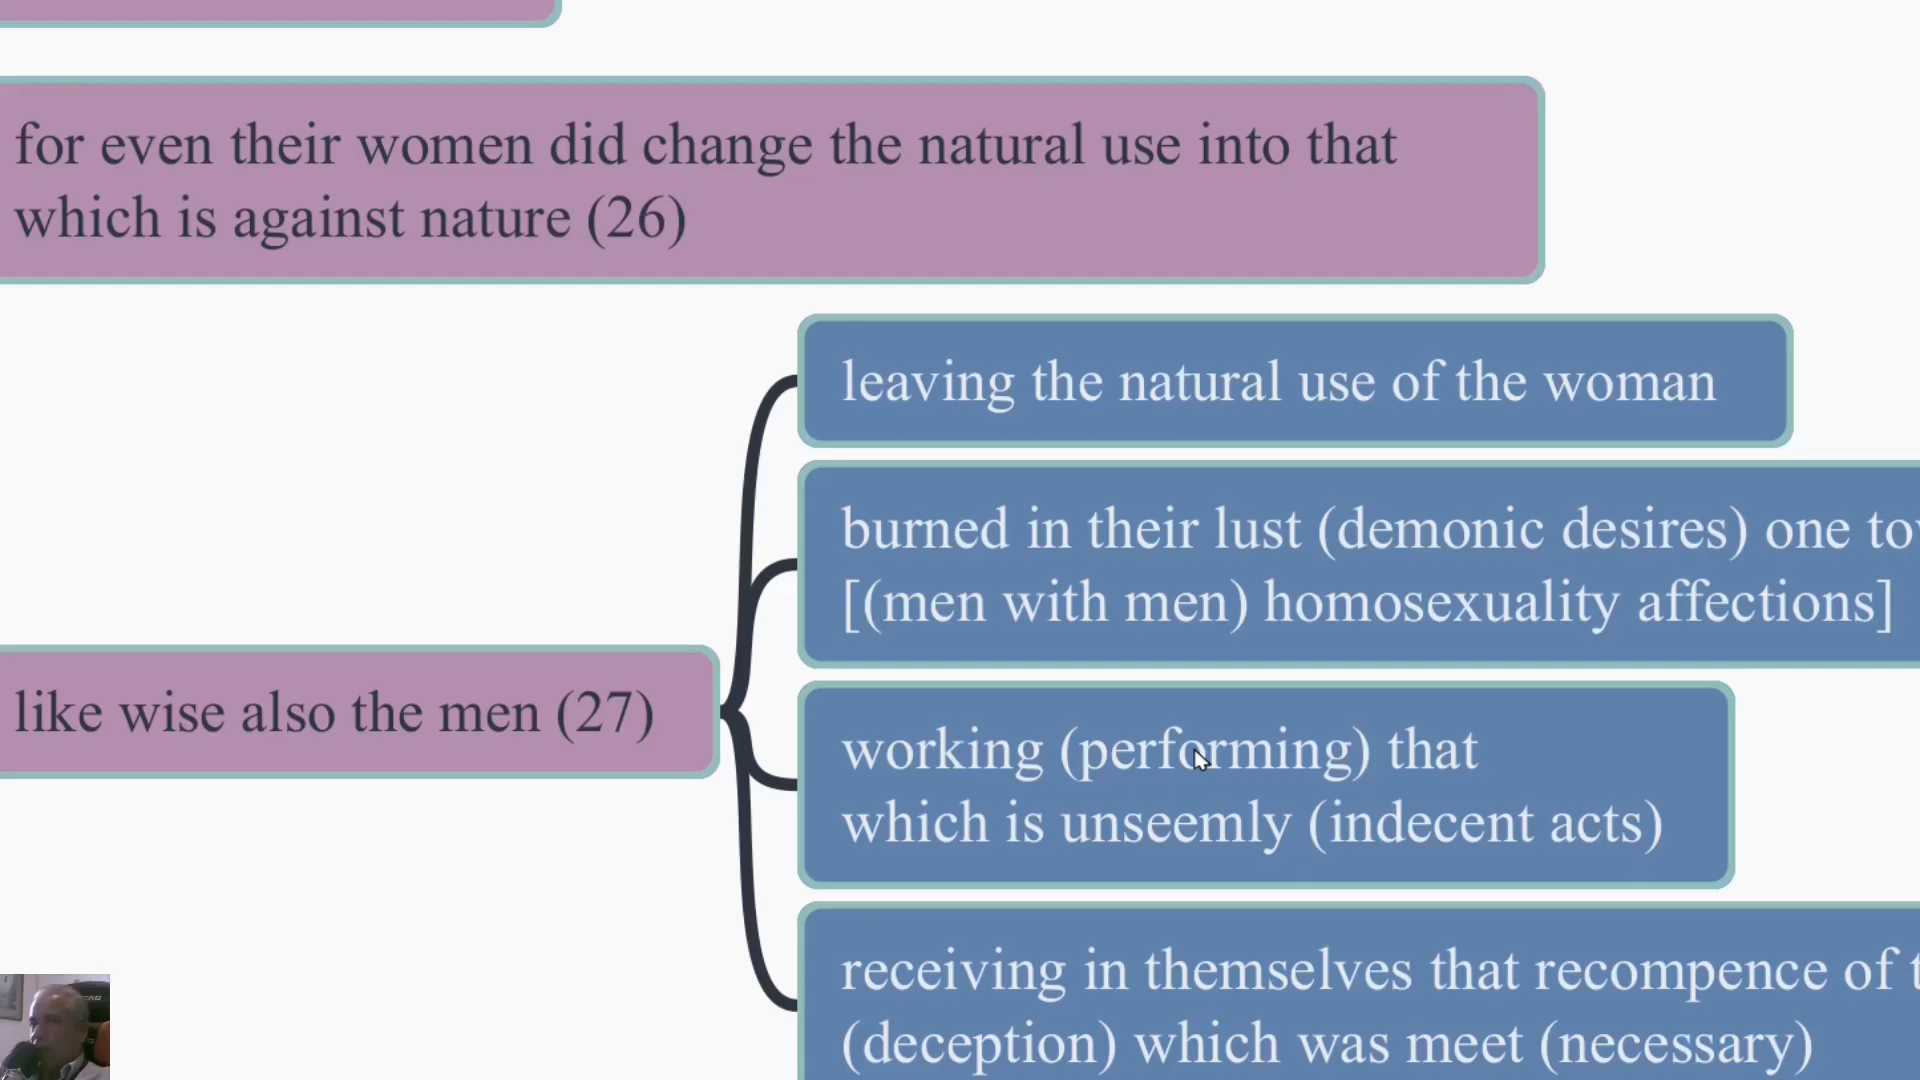 for even their women did change the natural use into that
which is against nature (26)
leaving the natural use of the woman
burned in their lust (demonic desires) one
[(men with men) homosexuality affections]
like wise also the men (27)
working (performing) that
which is unseemly (indecent acts)
receiving in themselves that recompence of
(deception) which was meet (necessary)